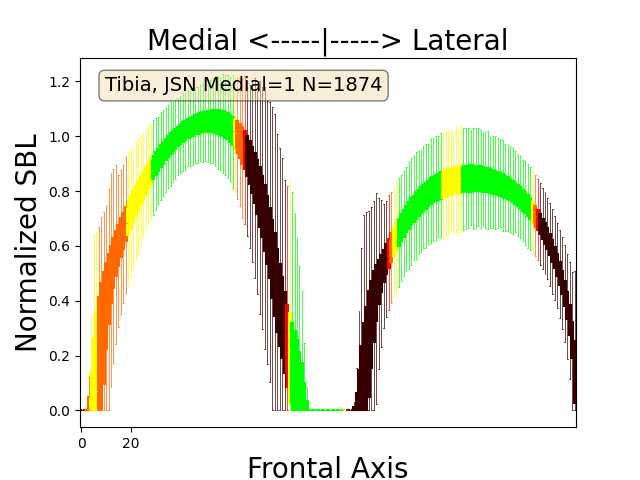 Medial <-----|-----> Lateral
Tibia, JSN Medial=1 N=1874
Normalized SBL
1.2
1.0
0.8
0.6
0.4
0.2
0.0
0
20
Frontal Axis